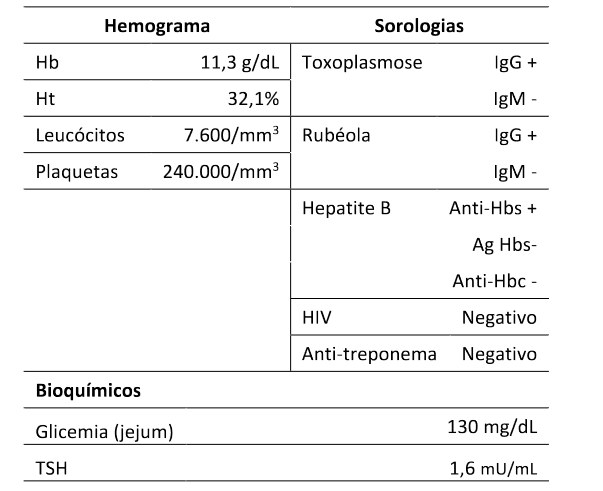 Hemograma Sorologias
Hb 11,3 g/dL Toxoplasmose IgG +
Ht 32,1% IgM -
Leucócitos 7.600/mm³ Rubéola IgG +
Plaquetas 240.000/mm³ IgM -
Hepatite B Anti-Hbs +
Ag Hbs-
Anti-Hbc -
HIV Negativo
Anti-treponema Negativo
Bioquímicos
Glicemia (jejum) 130 mg/dL
TSH 1,6 mU/mL